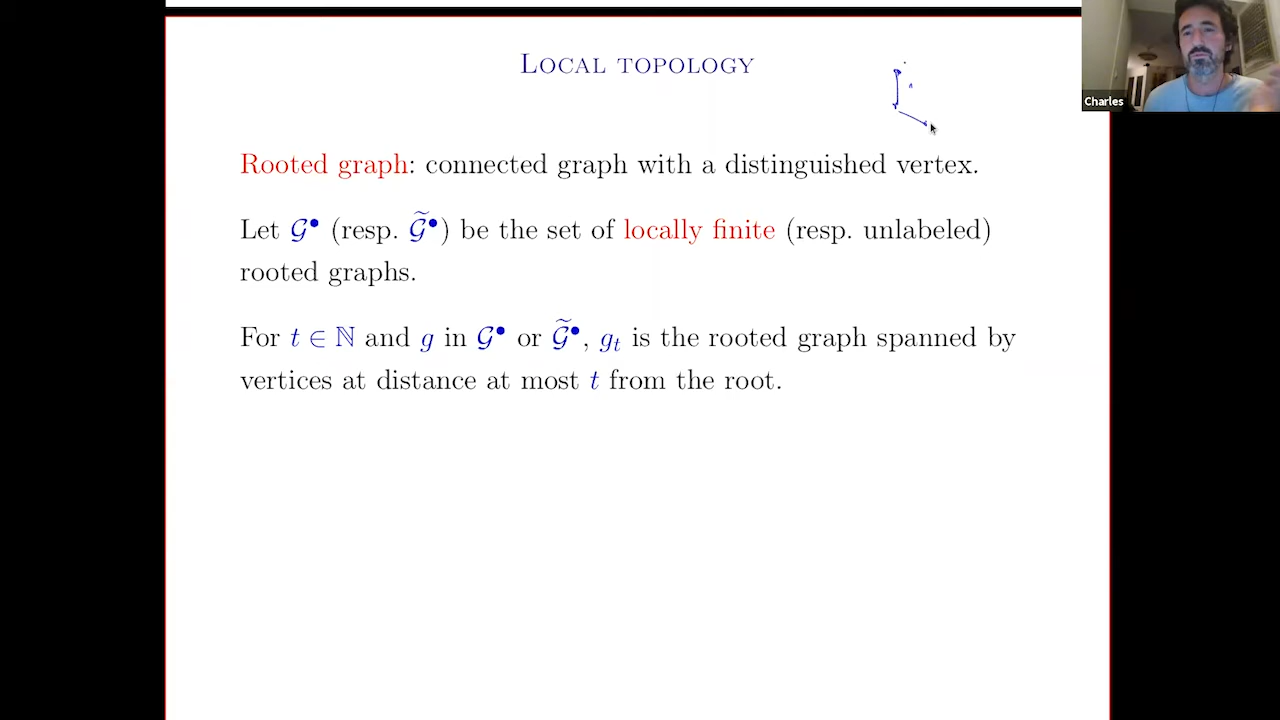 LOCAL TOPOLOGY
Charles
Rooted graph: connected graph with a distinguished vertex.
Let 𝒢• (resp. 𝒢̃•) be the set of locally finite (resp. unlabeled)
rooted graphs.
For t ∈ ℕ and g in 𝒢• or 𝒢̃•, gₜ is the rooted graph spanned by
vertices at distance at most t from the root.